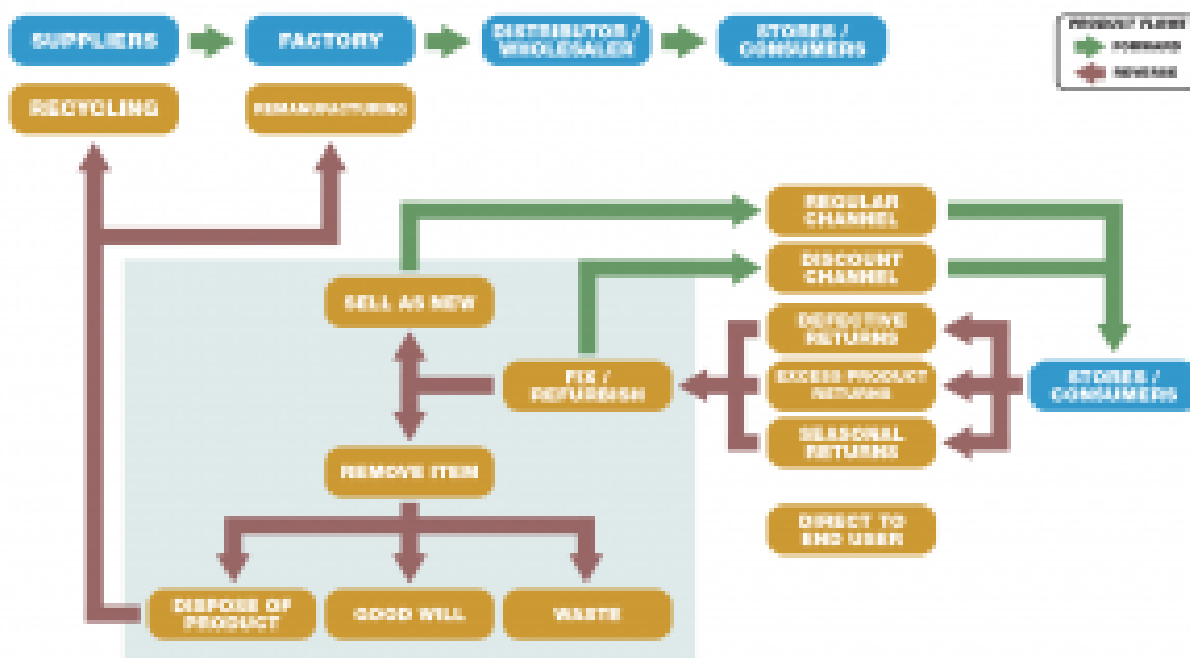 SUPPLIERS
FACTORY
DISTRIBUTOR /
WHOLESALER
STORES /
CONSUMERS
PRODUCT FLOWS
FORWARD
REVERSE
RECYCLING
REMANUFACTURING
REGULAR
CHANNEL
DISCOUNT
CHANNEL
SELL AS NEW
DEFECTIVE
RETURNS
FIX /
REFURBISH
EXCESS PRODUCT
RETURNS
STORES /
CONSUMERS
SEASONAL
RETURNS
REMOVE ITEM
DIRECT TO
END USER
DISPOSE OF
PRODUCT
GOOD WILL
WASTE